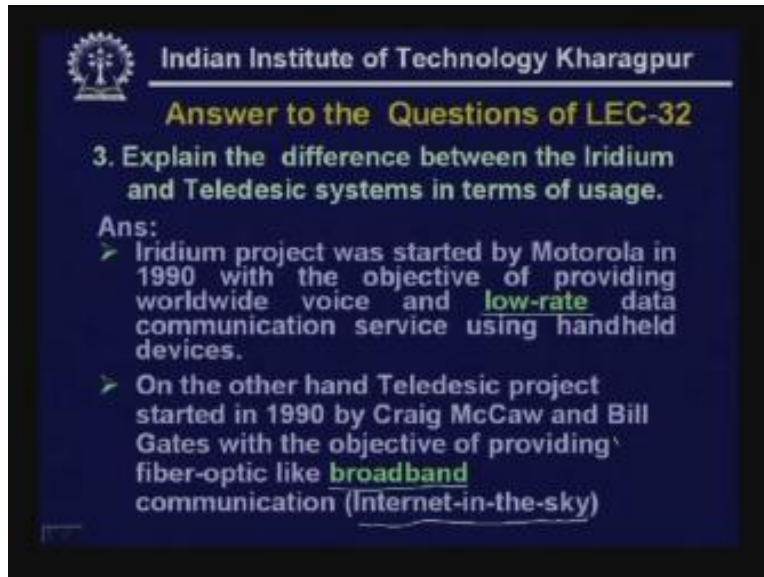 Indian Institute of Technology Kharagpur
Answer to the Questions of LEC-32
3. Explain the difference between the Iridium
and Teledesic systems in terms of usage.
Ans:
➢ Iridium project was started by Motorola in
1990 with the objective of providing
worldwide voice and low-rate data
communication service using handheld
devices.
➢ On the other hand Teledesic project
started in 1990 by Craig McCaw and Bill
Gates with the objective of providing
fiber-optic like broadband
communication (Internet-in-the-sky)